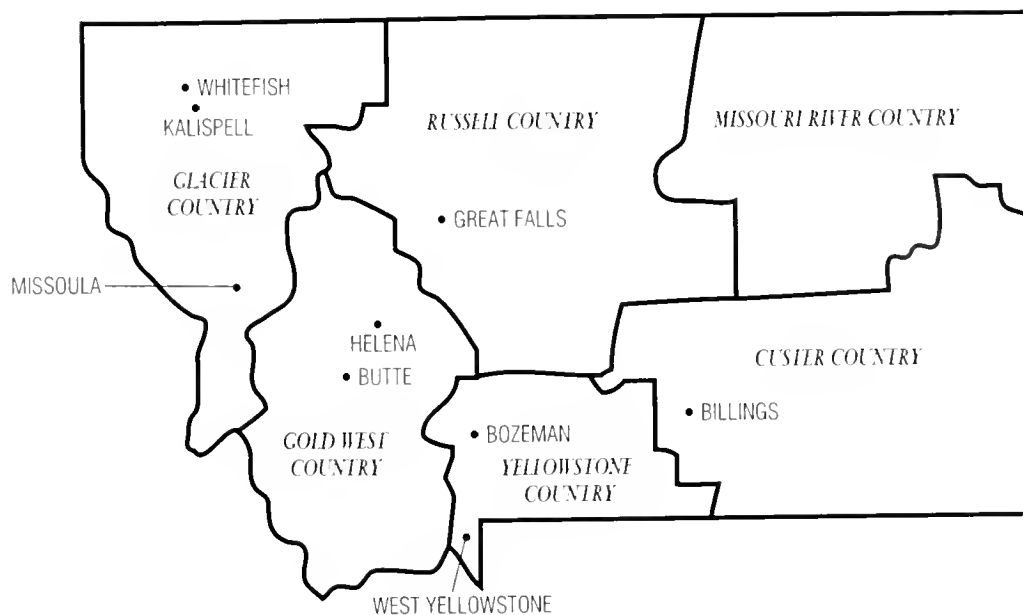 WHITEFISH
KALISPELL
RUSSELL COUNTRY
MISSOURI RIVER COUNTRY
GLACIER
COUNTRY
GREAT FALLS
MISSOULA
HELENA
BUTTE
CUSTER COUNTRY
BILLINGS
GOLD WEST
COUNTRY
BOZEMAN
YELLOWSTONE
COUNTRY
WEST YELLOWSTONE